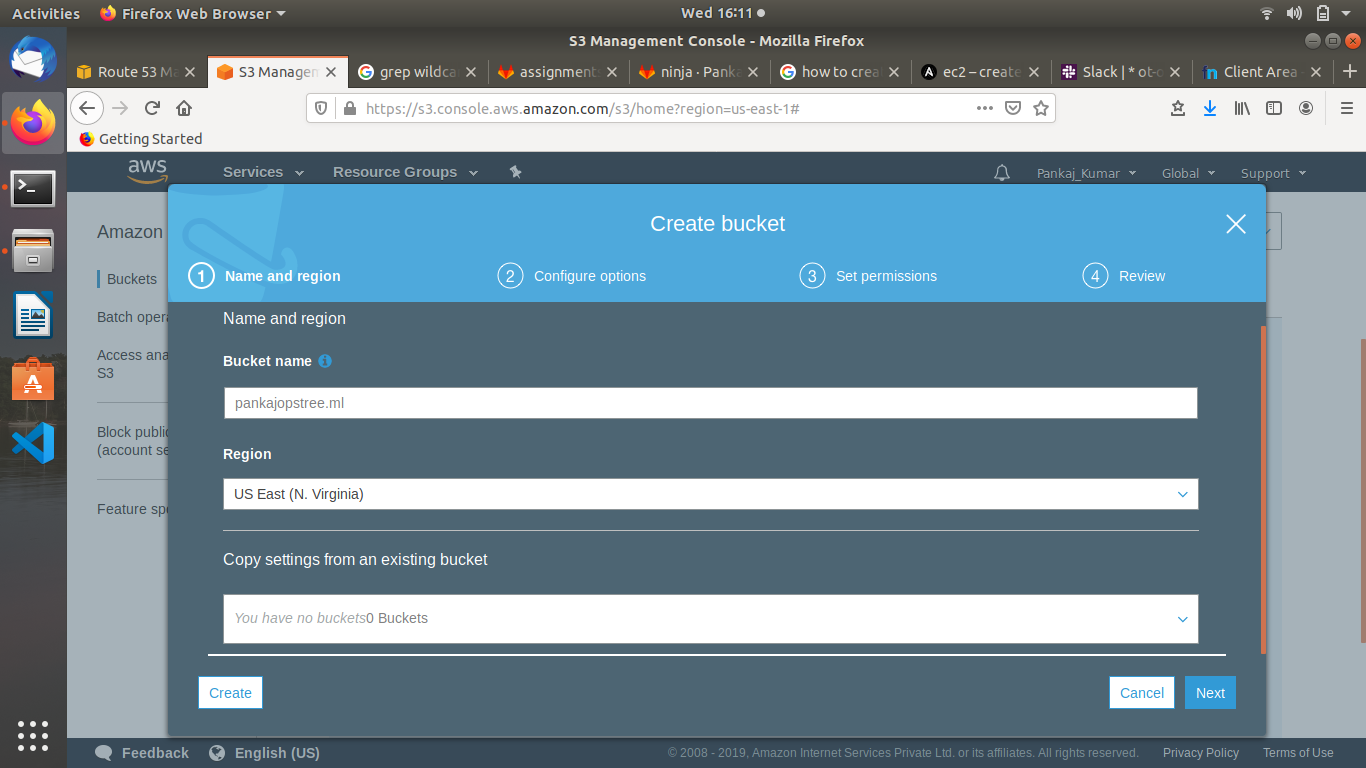 Activities Firefox Web Browser Wed 16:11
S3 Management Console - Mozilla Firefox
Route 53 Ma S3 Managem grep wildca assignment ninja · Panka how to crea ec2 – create Slack | * ot-o Client Area
https://s3.console.aws.amazon.com/s3/home?region=us-east-1#
Getting Started
aws Services Resource Groups Pankaj_Kumar Global Support
Create bucket
1 Name and region 2 Configure options 3 Set permissions 4 Review
Amazon
Buckets
Batch opera
Access ana
S3
Block public
(account se
Feature spo
Name and region
Bucket name
pankajopstree.ml
Region
US East (N. Virginia)
Copy settings from an existing bucket
You have no buckets0 Buckets
Create Cancel Next
Feedback English (US) © 2008 - 2019, Amazon Internet Services Private Ltd. or its affiliates. All rights reserved. Privacy Policy Terms of Use